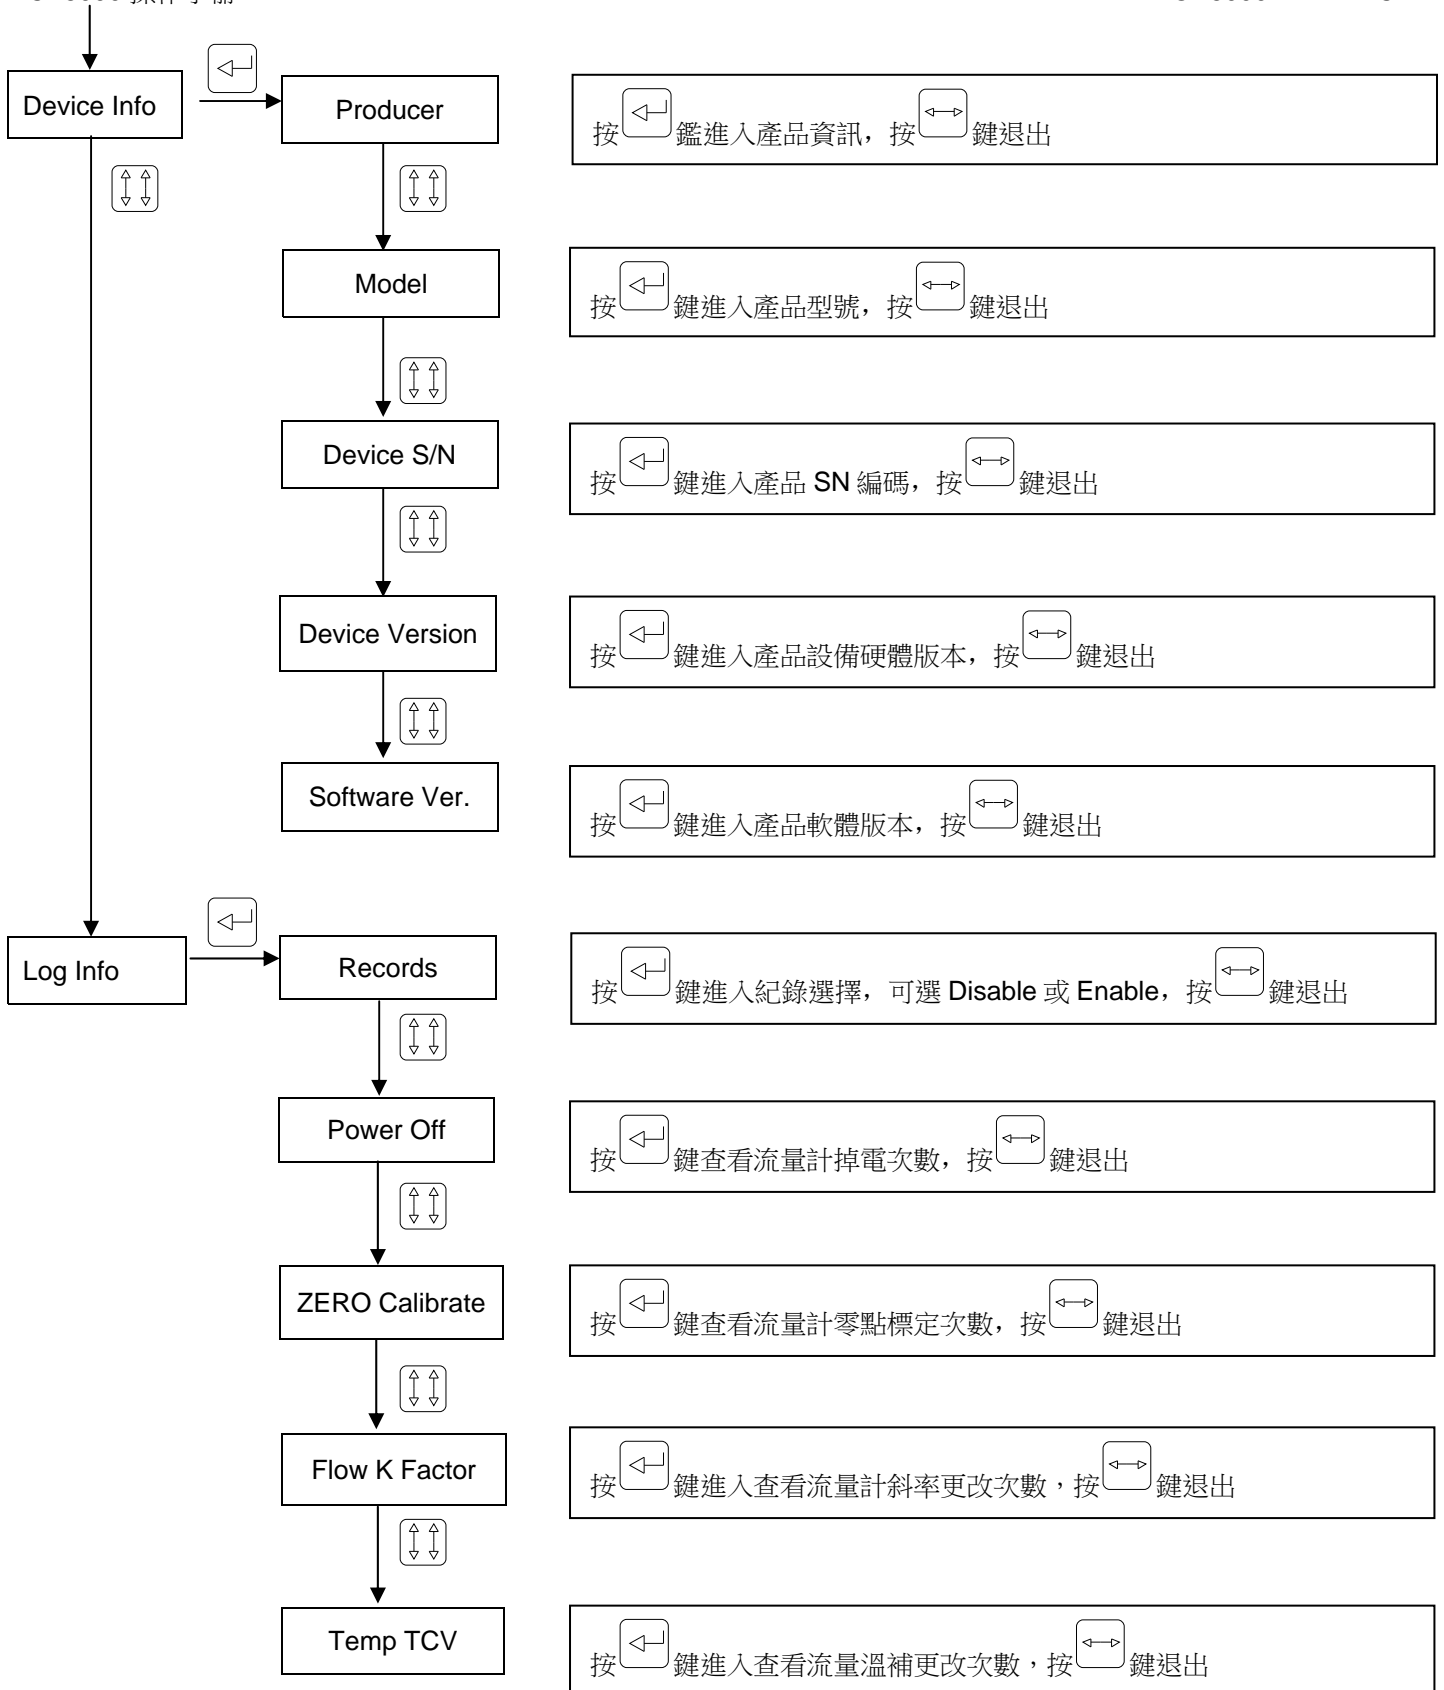 Device Info
Producer
按鑑進入產品資訊，按鍵退出
Model
按鍵進入產品型號，按鍵退出
Device S/N
按鍵進入產品 SN 編碼，按鍵退出
Device Version
按鍵進入產品設備硬體版本，按鍵退出
Software Ver.
按鍵進入產品軟體版本，按鍵退出
Log Info
Records
按鍵進入紀錄選擇，可選 Disable 或 Enable，按鍵退出
Power Off
按鍵查看流量計掉電次數，按鍵退出
ZERO Calibrate
按鍵查看流量計零點標定次數，按鍵退出
Flow K Factor
按鍵進入查看流量計斜率更改次數，按鍵退出
Temp TCV
按鍵進入查看流量溫補更改次數，按鍵退出